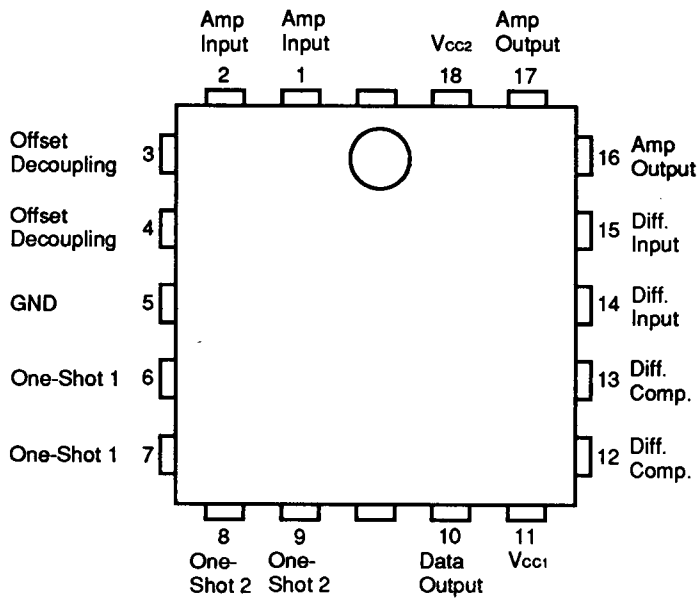 Amp
Input
2
Amp
Input
1
Vcc2
18
Amp
Output
17
Offset
Decoupling
3
Offset
Decoupling
4
GND
5
One-Shot 1
6
One-Shot 1
7
16
Amp
Output
15
Diff.
Input
14
Diff.
Input
13
Diff.
Comp.
12
Diff.
Comp.
8
One-
Shot 2
9
One-
Shot 2
10
Data
Output
11
Vcc1